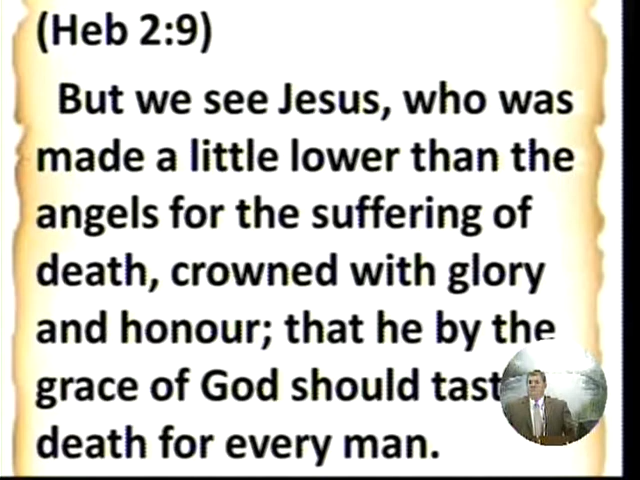 (Heb 2:9)
But we see Jesus, who was
made a little lower than the
angels for the suffering of
death, crowned with glory
and honour; that he by the
grace of God should tast
death for every man.